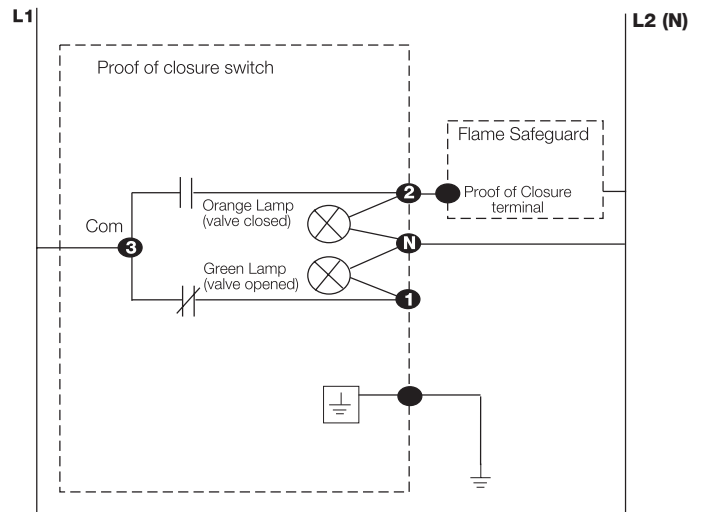 L1
L2 (N)
Proof of closure switch
Flame Safeguard
2
Proof of Closure
terminal
Orange Lamp
(valve closed)
Com
3
N
Green Lamp
(valve opened)
1